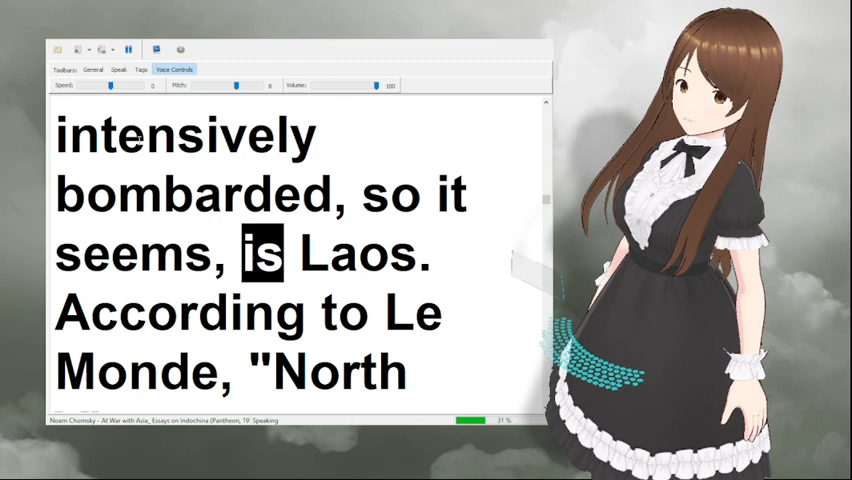 Toolbars: General Speak Tags Voice Controls
Speed: 0 Pitch: 8 Volume: 100
intensively
bombarded, so it
seems, is Laos.
According to Le
Monde, "North
Noam Chomsky - At War with Asia_ Essays on Indochina (Pantheon, 19 Speaking 31 %